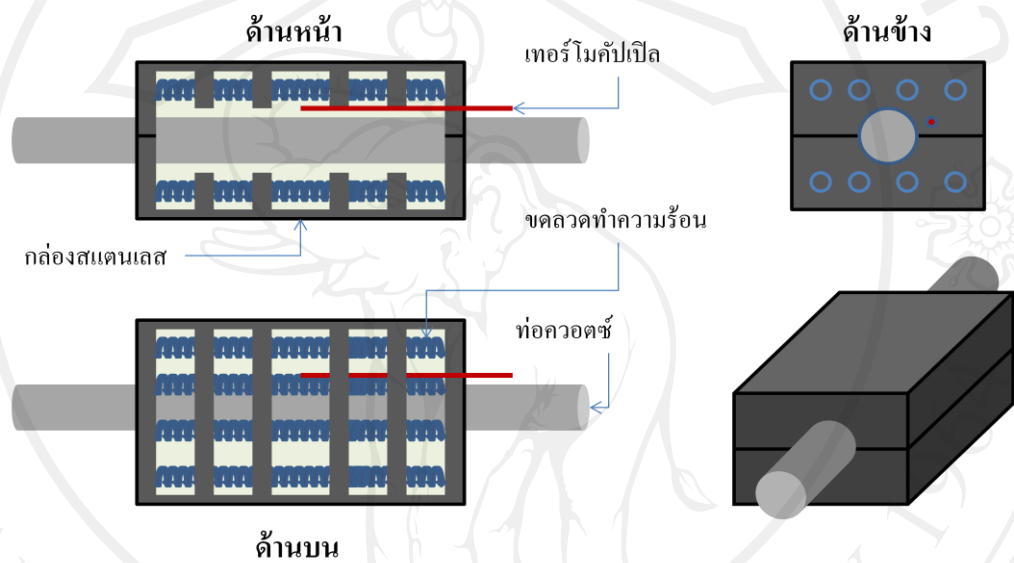 ด้านหน้า
ด้านข้าง
เทอร์โมคัปเปิล
ขดลวดทำความร้อน
กล่องสแตนเลส
ท่อควอตซ์
ด้านบน